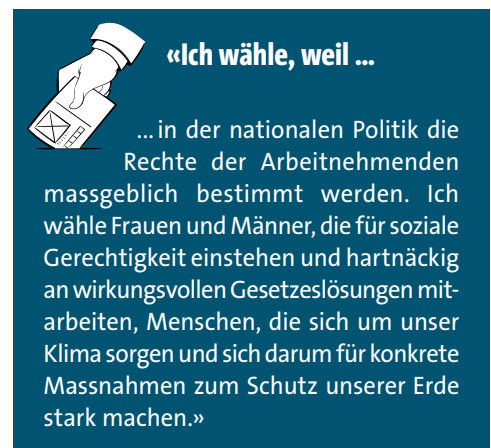 «Ich wähle, weil ...
... in der nationalen Politik die
Rechte der Arbeitnehmenden
massgeblich bestimmt werden. Ich
wähle Frauen und Männer, die für soziale
Gerechtigkeit einstehen und hartnäckig
an wirkungsvollen Gesetzeslösungen mit-
arbeiten, Menschen, die sich um unser
Klima sorgen und sich darum für konkrete
Massnahmen zum Schutz unserer Erde
stark machen.»